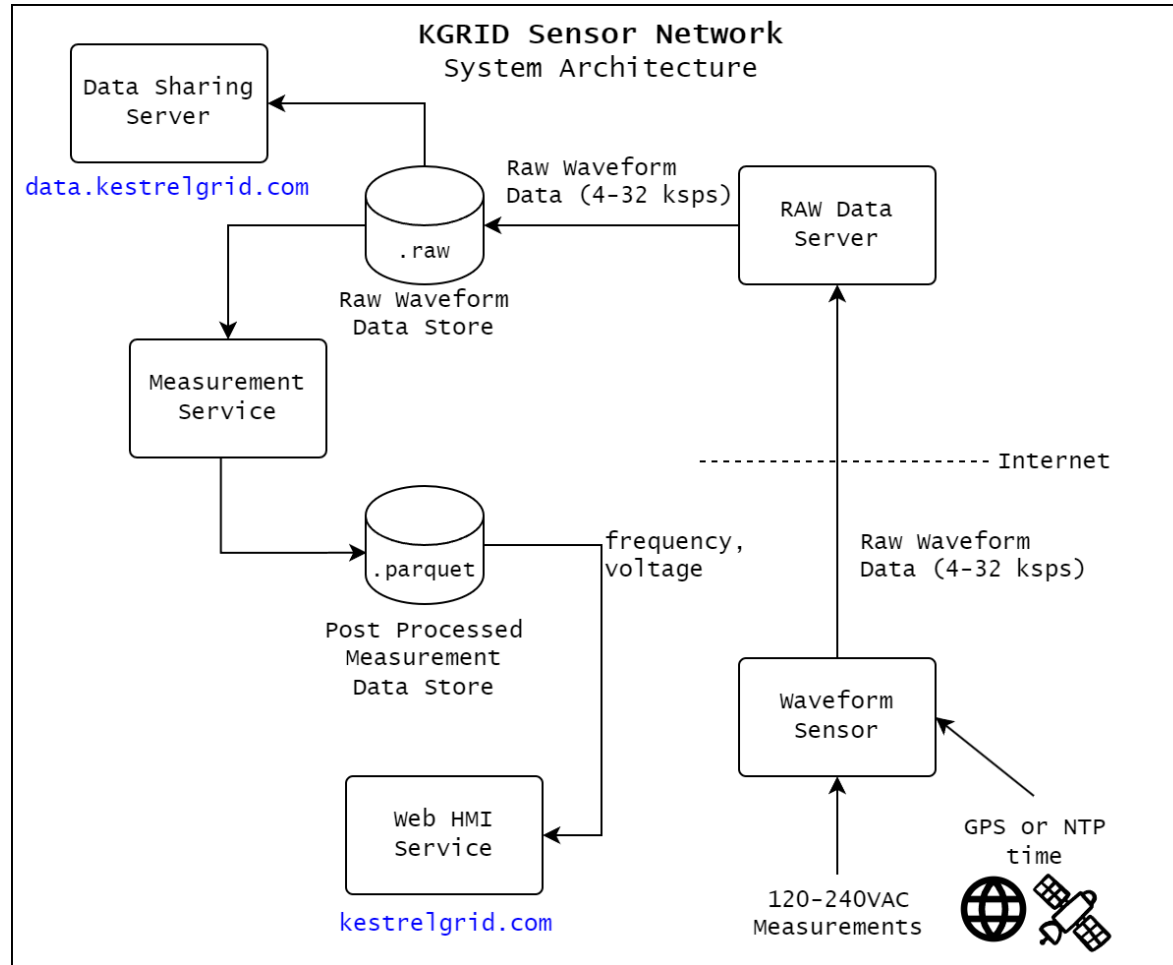 KGRID Sensor Network
System Architecture
Data Sharing
Server
data.kestrelgrid.com
Raw Waveform
Data (4-32 ksps)
RAW Data
Server
.raw
Raw Waveform
Data Store
Measurement
Service
Internet
frequency,
voltage
Raw Waveform
Data (4-32 ksps)
.parquet
Post Processed
Measurement
Data Store
Waveform
Sensor
Web HMI
Service
kestrelgrid.com
GPS or NTP
time
120-240VAC
Measurements